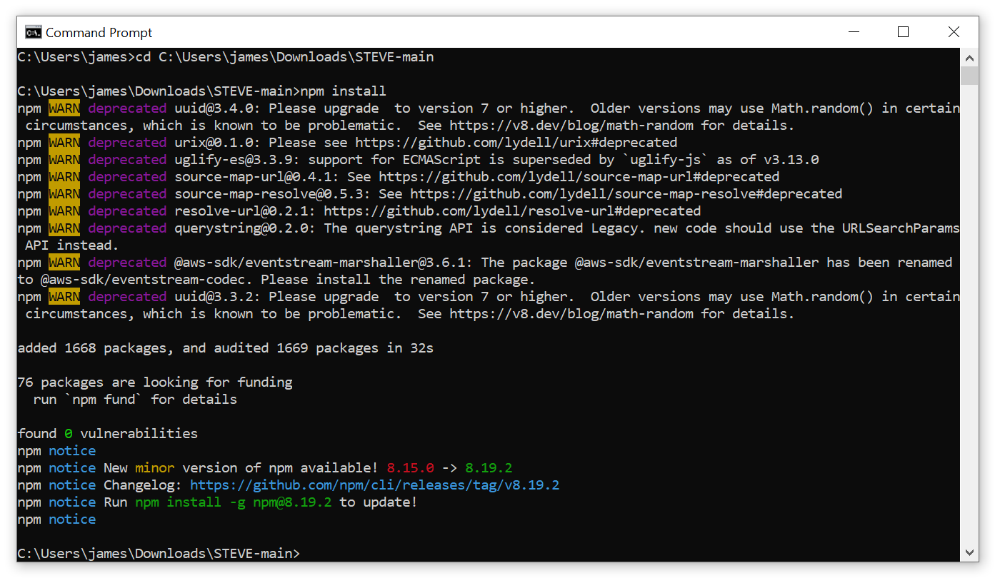 Command Prompt
C:\Users\james>cd C:\Users\james\Downloads\STEVE-main
C:\Users\james\Downloads\STEVE-main>npm install
npm WARN deprecated uuid@3.4.0: Please upgrade  to version 7 or higher.  Older versions may use Math.random() in certain
 circumstances, which is known to be problematic.  See https://v8.dev/blog/math-random for details.
npm WARN deprecated urix@0.1.0: Please see https://github.com/lydell/urix#deprecated
npm WARN deprecated uglify-es@3.3.9: support for ECMAScript is superseded by `uglify-js` as of v3.13.0
npm WARN deprecated source-map-url@0.4.1: See https://github.com/lydell/source-map-url#deprecated
npm WARN deprecated source-map-resolve@0.5.3: See https://github.com/lydell/source-map-resolve#deprecated
npm WARN deprecated resolve-url@0.2.1: https://github.com/lydell/resolve-url#deprecated
npm WARN deprecated querystring@0.2.0: The querystring API is considered Legacy. new code should use the URLSearchParams
 API instead.
npm WARN deprecated @aws-sdk/eventstream-marshaller@3.6.1: The package @aws-sdk/eventstream-marshaller has been renamed
to @aws-sdk/eventstream-codec. Please install the renamed package.
npm WARN deprecated uuid@3.3.2: Please upgrade  to version 7 or higher.  Older versions may use Math.random() in certain
 circumstances, which is known to be problematic.  See https://v8.dev/blog/math-random for details.
added 1668 packages, and audited 1669 packages in 32s
76 packages are looking for funding
  run `npm fund` for details
found 0 vulnerabilities
npm notice
npm notice New minor version of npm available! 8.15.0 -> 8.19.2
npm notice Changelog: https://github.com/npm/cli/releases/tag/v8.19.2
npm notice Run npm install -g npm@8.19.2 to update!
npm notice
C:\Users\james\Downloads\STEVE-main>